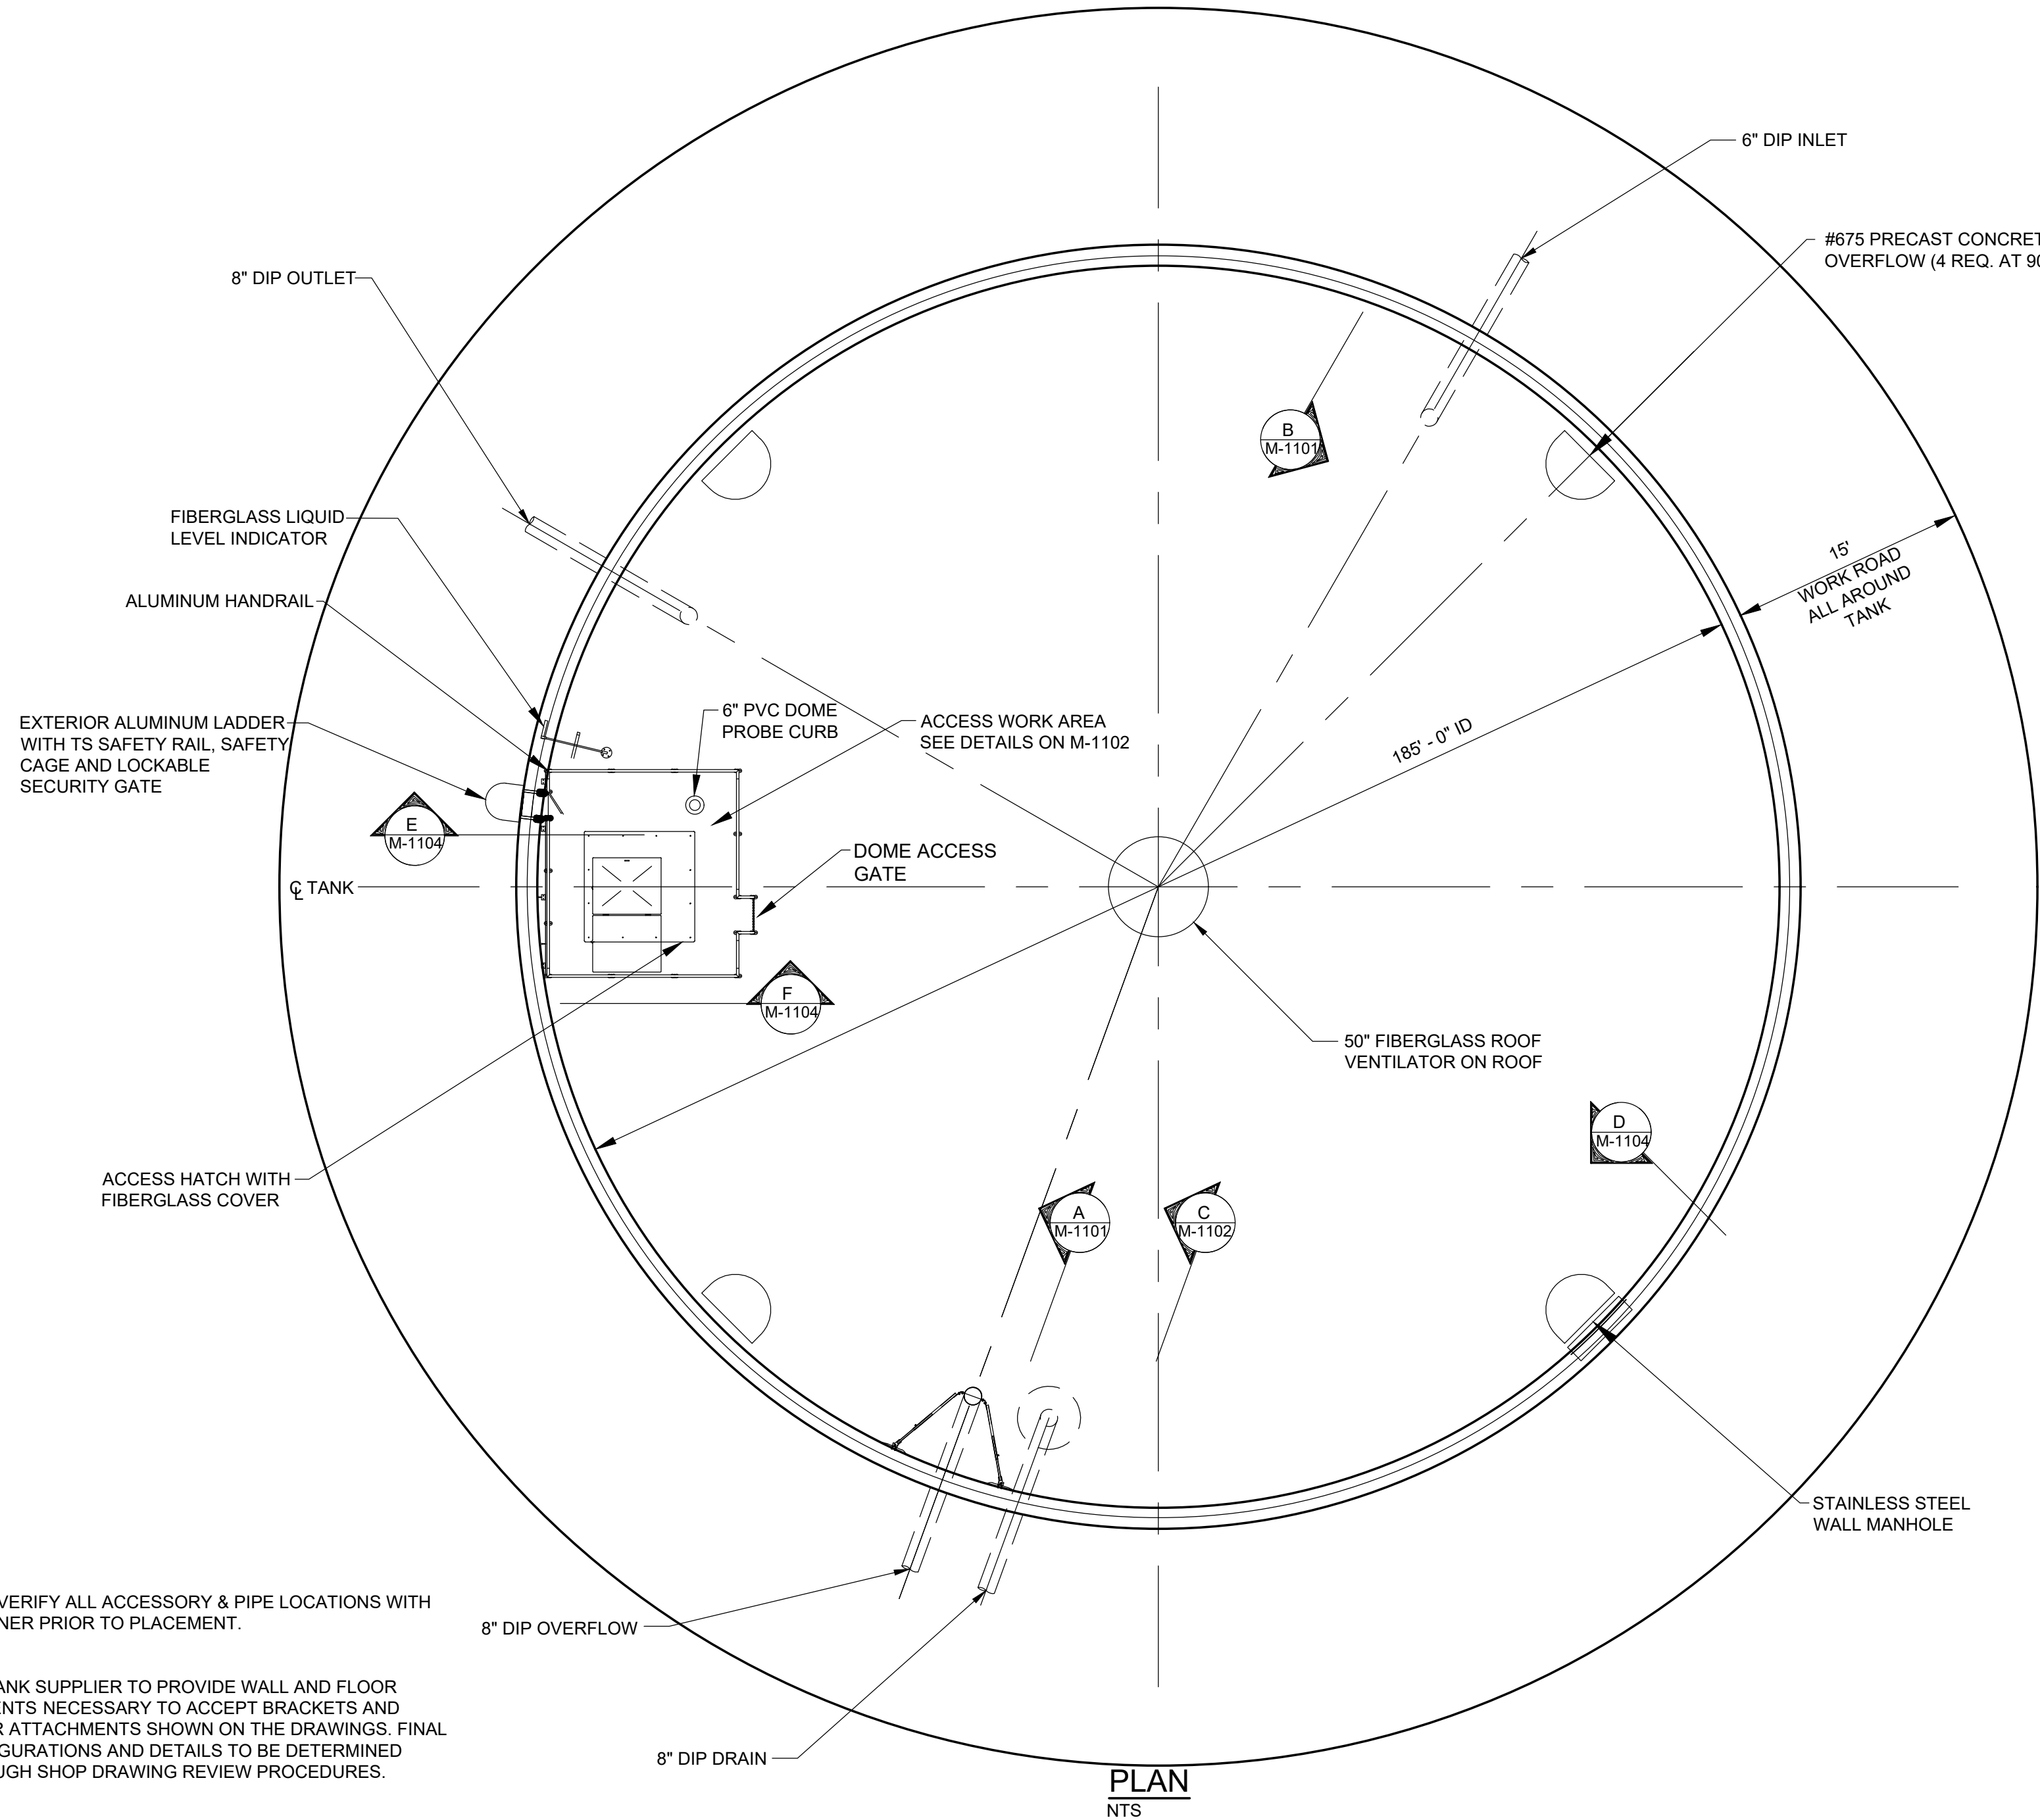 6" DIP INLET
#675 PRECAST CONCRET
OVERFLOW (4 REQ. AT 90
8" DIP OUTLET
B
M-1101
FIBERGLASS LIQUID
LEVEL INDICATOR
15'
WORK ROAD
ALL AROUND
TANK
ALUMINUM HANDRAIL
EXTERIOR ALUMINUM LADDER
WITH TS SAFETY RAIL, SAFETY
CAGE AND LOCKABLE
SECURITY GATE
6" PVC DOME
PROBE CURB
ACCESS WORK AREA
SEE DETAILS ON M-1102
185' - 0" ID
E
M-1104
DOME ACCESS
GATE
℄ TANK
F
M-1104
50" FIBERGLASS ROOF
VENTILATOR ON ROOF
D
M-1104
ACCESS HATCH WITH
FIBERGLASS COVER
A
M-1101
C
M-1102
STAINLESS STEEL
WALL MANHOLE
VERIFY ALL ACCESSORY & PIPE LOCATIONS WITH
NER PRIOR TO PLACEMENT.
8" DIP OVERFLOW
ANK SUPPLIER TO PROVIDE WALL AND FLOOR
ENTS NECESSARY TO ACCEPT BRACKETS AND
R ATTACHMENTS SHOWN ON THE DRAWINGS. FINAL
GURATIONS AND DETAILS TO BE DETERMINED
UGH SHOP DRAWING REVIEW PROCEDURES.
8" DIP DRAIN
PLAN
NTS